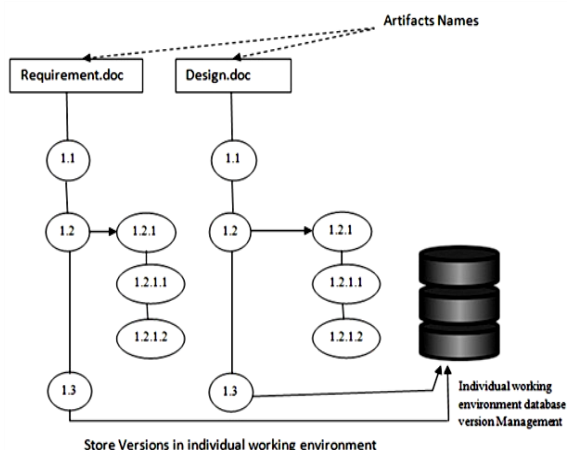 Artifacts Names
Requirement.doc
Design.doc
1.1
1.1
1.2
1.2.1
1.2
1.2.1
1.2.1.1
1.2.1.1
1.2.1.2
1.2.1.2
1.3
1.3
Individual working
environment database
version Management
Store Versions in individual working environment